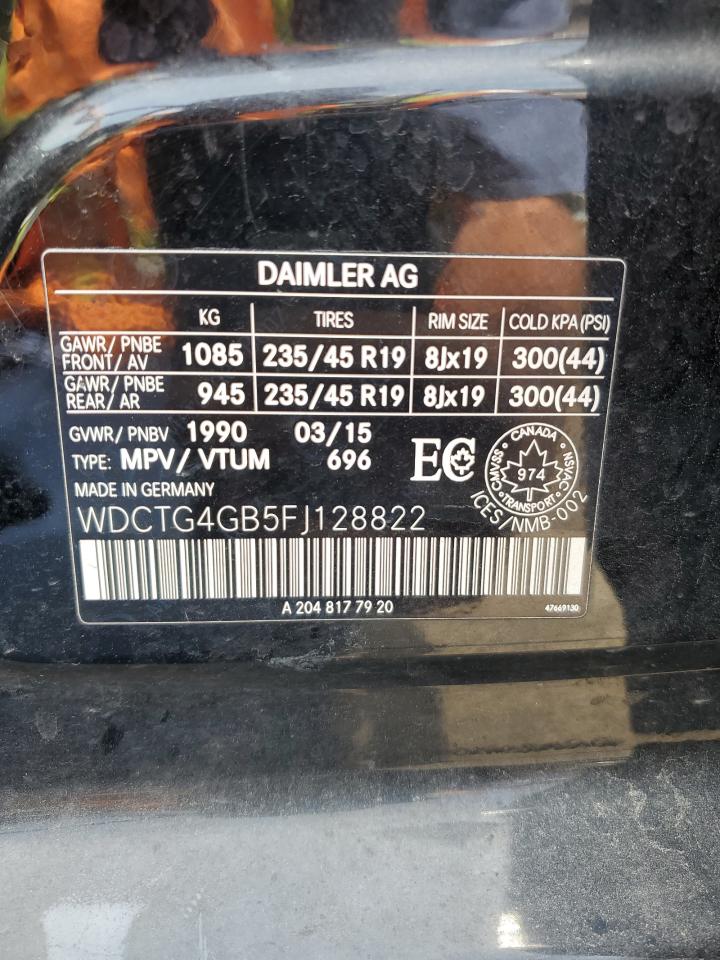 DAIMLER AG
KG TIRES RIM SIZE COLD KPA (PSI)
GAWR/ PNBE FRONT/ AV 1085 235/45 R19 8Jx19 300(44)
GAWR/ PNBE REAR/ AR 945 235/45 R19 8Jx19 300(44)
GVWR/ PNBV 1990 03/15
TYPE: MPV/ VTUM 696
EC
CANADA
CMVSS 974 NSVAC
TRANSPORT
ICES/NMB-002
MADE IN GERMANY
WDCTG4GB5FJ128822
A 204 817 79 20 47669130